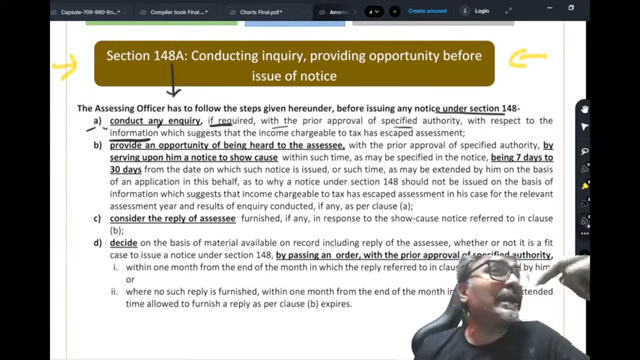 Capsule-708-980-Exam
Compiler book Final..
Charts Final.pdf
Section 148A: Conducting inquiry, providing opportunity before
issue of notice
The Assessing Officer has to follow the steps given hereunder, before issuing any notice under section 148-
a) conduct any enquiry, if required, with the prior approval of specified authority, with respect to the
information which suggests that the income chargeable to tax has escaped assessment;
b) provide an opportunity of being heard to the assessee, with the prior approval of specified authority, by
serving upon him a notice to show cause within such time, as may be specified in the notice, being 7 days to
30 days from the date on which such notice is issued, or such time, as may be extended by him on the basis
of an application in this behalf, as to why a notice under section 148 should not be issued on the basis of
information which suggests that income chargeable to tax has escaped assessment in his case for the relevant
assessment year and results of enquiry conducted, if any, as per clause (a);
c) consider the reply of assessee furnished, if any, in response to the show-cause notice referred to in clause
(b);
d) decide on the basis of material available on record including reply of the assessee, whether or not it is a fit
case to issue a notice under section 148, by passing an order, with the prior approval of specified authority,
i. within one month from the end of the month in which the reply referred to in clau by him,
or
ii. where no such reply is furnished, within one month from the end of the month in extended
time allowed to furnish a reply as per clause (b) expires.